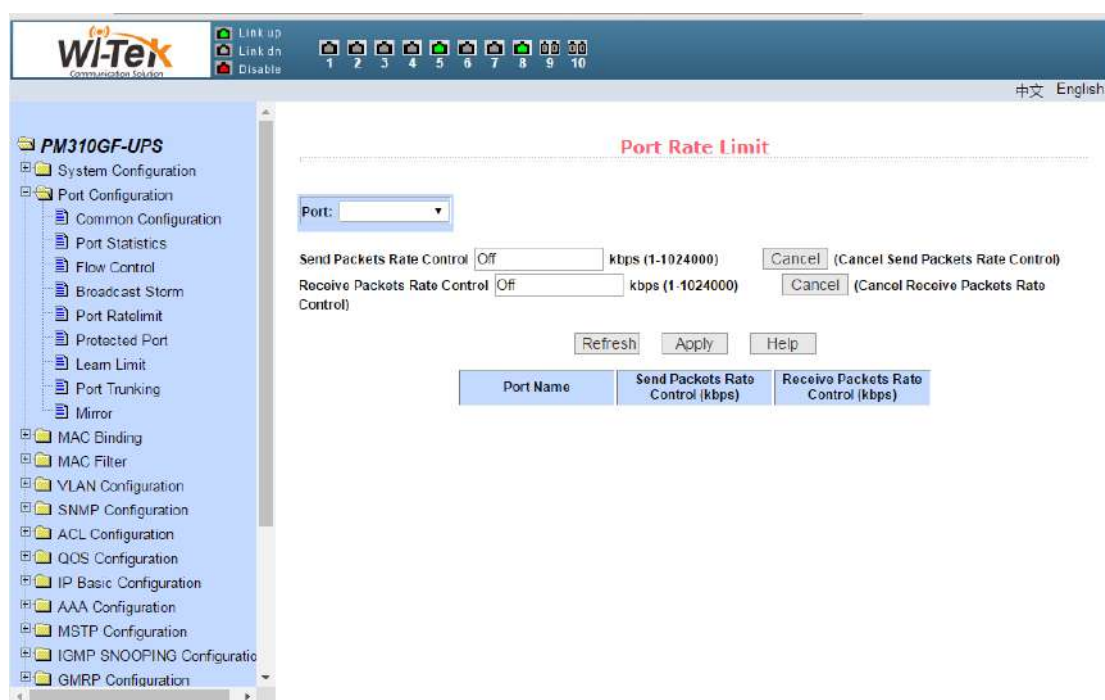 Wi-Tek
Communication Solution
Link up
Link dn
Disable
1 2 3 4 5 6 7 8 9 10
中文 English
PM310GF-UPS
System Configuration
Port Configuration
Common Configuration
Port Statistics
Flow Control
Broadcast Storm
Port Ratelimit
Protected Port
Learn Limit
Port Trunking
Mirror
MAC Binding
MAC Filter
VLAN Configuration
SNMP Configuration
ACL Configuration
QOS Configuration
IP Basic Configuration
AAA Configuration
MSTP Configuration
IGMP SNOOPING Configuratio
GMRP Configuration
Port Rate Limit
Port:
Send Packets Rate Control Off kbps (1-1024000) Cancel (Cancel Send Packets Rate Control)
Receive Packets Rate Control Off kbps (1-1024000) Cancel (Cancel Receive Packets Rate
Control)
Refresh Apply Help
Port Name
Send Packets Rate
Control (kbps)
Receive Packets Rate
Control (kbps)